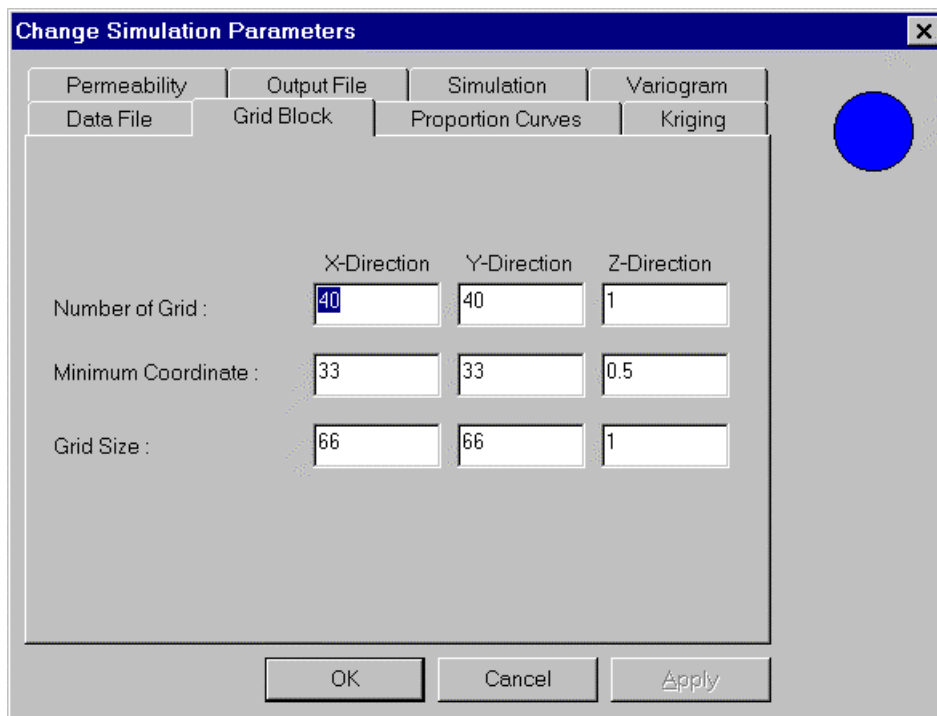 Change Simulation Parameters
Permeability Output File Simulation Variogram
Data File Grid Block Proportion Curves Kriging
X-Direction Y-Direction Z-Direction
Number of Grid : 40 40 1
Minimum Coordinate : 33 33 0.5
Grid Size : 66 66 1
OK Cancel Apply